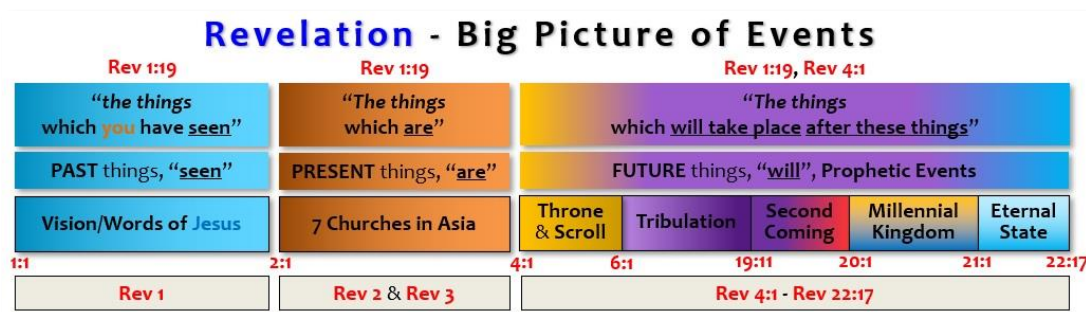 Revelation - Big Picture of Events
Rev 1:19
Rev 1:19
Rev 1:19, Rev 4:1
“the things
which you have seen”
“The things
which are”
“The things
which will take place after these things”
PAST things, “seen”
PRESENT things, “are”
FUTURE things, “will”, Prophetic Events
Vision/Words of Jesus
7 Churches in Asia
Throne
& Scroll
Tribulation
Second
Coming
Millennial
Kingdom
Eternal
State
1:1
2:1
4:1
6:1
19:11
20:1
21:1
22:17
Rev 1
Rev 2 & Rev 3
Rev 4:1 - Rev 22:17